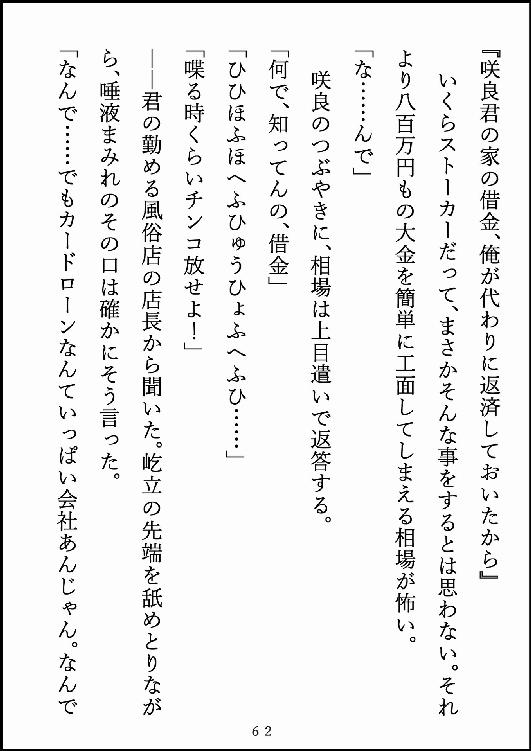 『咲良君の家の借金、俺が代わりに返済しておいたから』
　いくらストーカーだって、まさかそんな事をするとは思わない。それ
より八百万円もの大金を簡単に工面してしまえる相場が怖い。
「な……んで」
　咲良のつぶやきに、相場は上目遣いで返答する。
「何で、知ってんの、借金」
「ひひほふほへふひゅうひょふへふひ……」
「喋る時くらいチンコ放せよ！」
――君の勤める風俗店の店長から聞いた。屹立の先端を舐めとりなが
ら、唾液まみれのその口は確かにそう言った。
「なんで……でもカードローンなんていっぱい会社あんじゃん。なんで
62